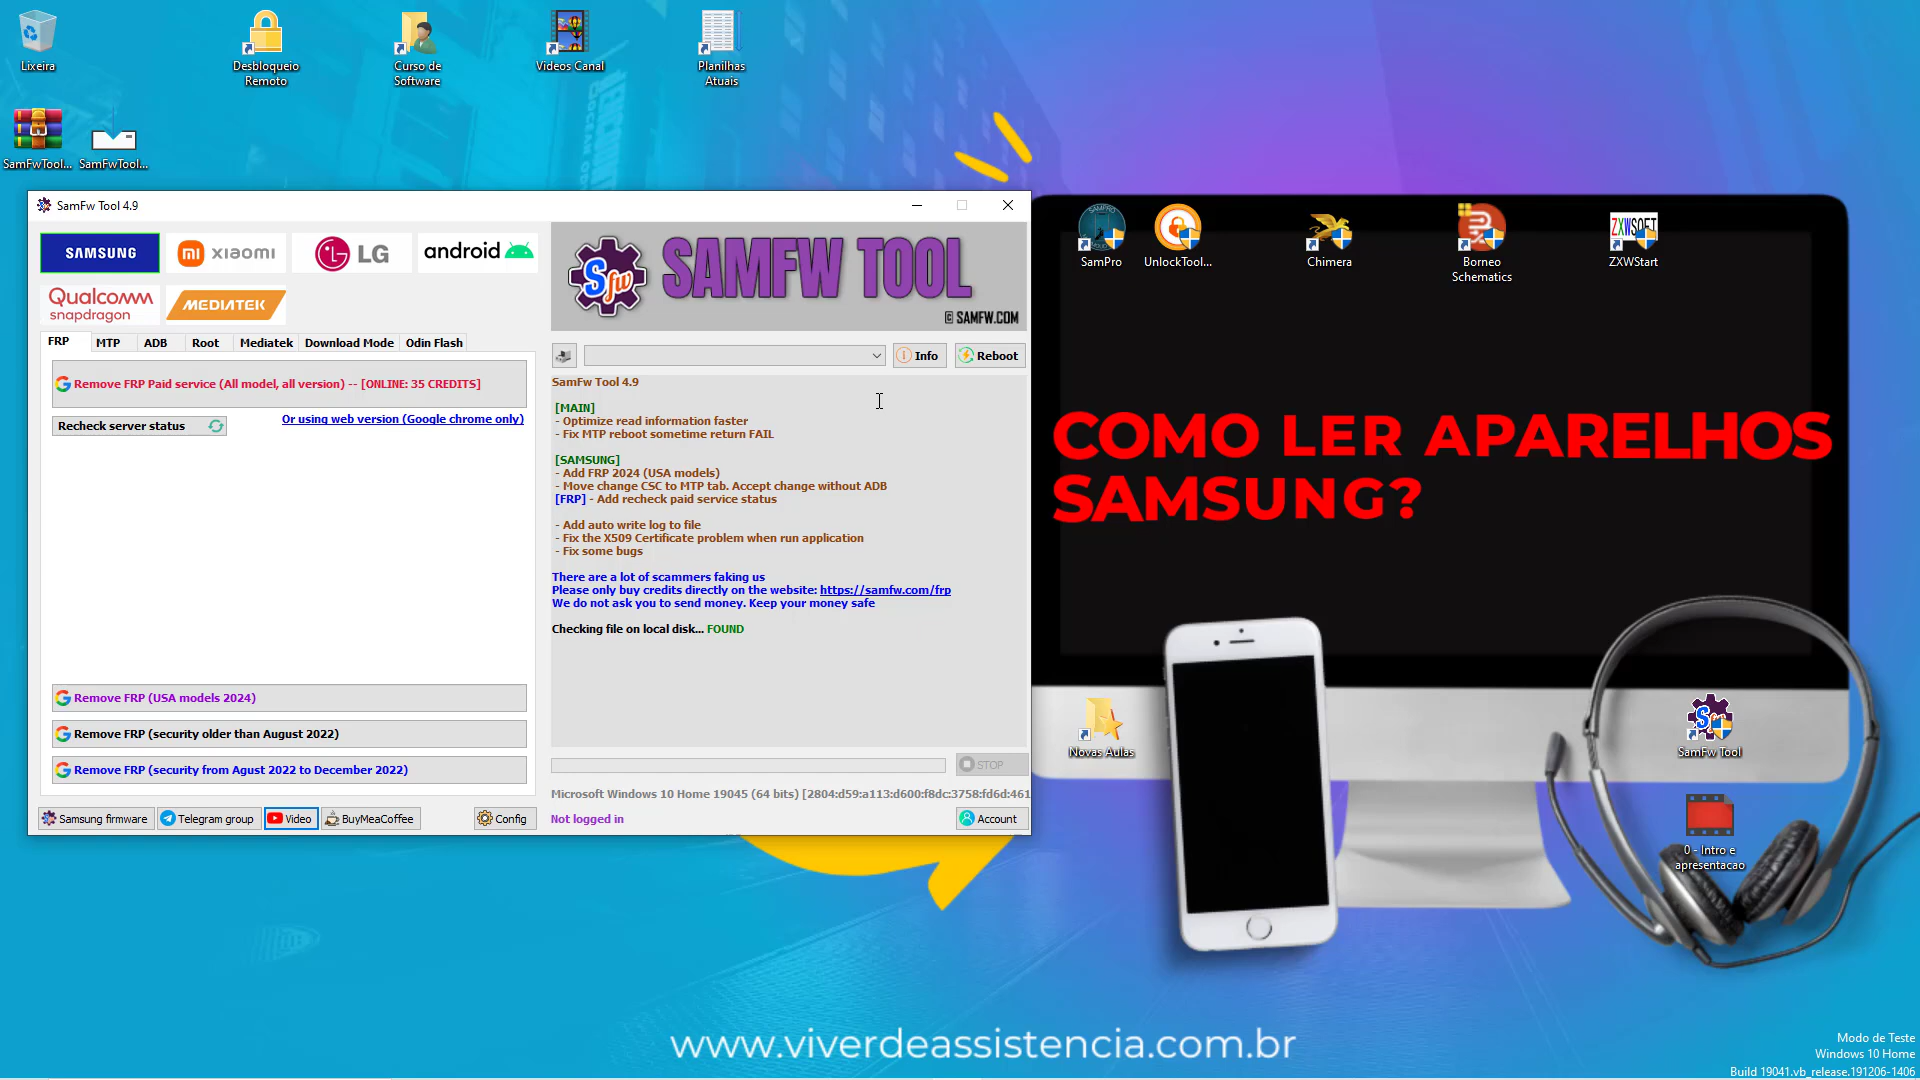 Lixeira
Desbloqueio
Remoto
Curso de
Software
Videos Canal
Planilhas
Atuais
SamFwTool...
SamFwTool...
SamFw Tool 4.9
SAMSUNG
mi xiaomi
LG
android
Qualcomm
snapdragon
MEDIATEK
Sfw SAMFW TOOL
© SAMFW.COM
FRP MTP ADB Root Mediatek Download Mode Odin Flash
Remove FRP Paid service (All model, all version) -- [ONLINE: 35 CREDITS]
Recheck server status
Or using web version (Google chrome only)
Remove FRP (USA models 2024)
Remove FRP (security older than August 2022)
Remove FRP (security from Agust 2022 to December 2022)
Samsung firmware
Telegram group
Video
BuyMeaCoffee
Config
Info
Reboot
SamFw Tool 4.9
[MAIN]
- Optimize read information faster
- Fix MTP reboot sometime return FAIL
[SAMSUNG]
- Add FRP 2024 (USA models)
- Move change CSC to MTP tab. Accept change without ADB
[FRP] - Add recheck paid service status
- Add auto write log to file
- Fix the X509 Certificate problem when run application
- Fix some bugs
There are a lot of scammers faking us
Please only buy credits directly on the website: https://samfw.com/frp
We do not ask you to send money. Keep your money safe
Checking file on local disk... FOUND
STOP
Microsoft Windows 10 Home 19045 (64 bits) [2804:d59:a113:d600:f8dc:3758:fd6d:461
Not logged in
Account
SamPro
UnlockTool...
Chimera
Borneo
Schematics
ZXWSOFT
ZXWStart
COMO LER APARELHOS
SAMSUNG?
Novas Aulas
SamFw Tool
0 - Intro e
apresentacao
www.viverdeassistencia.com.br
Modo de Teste
Windows 10 Home
Build 19041.vb_release.191206-1406